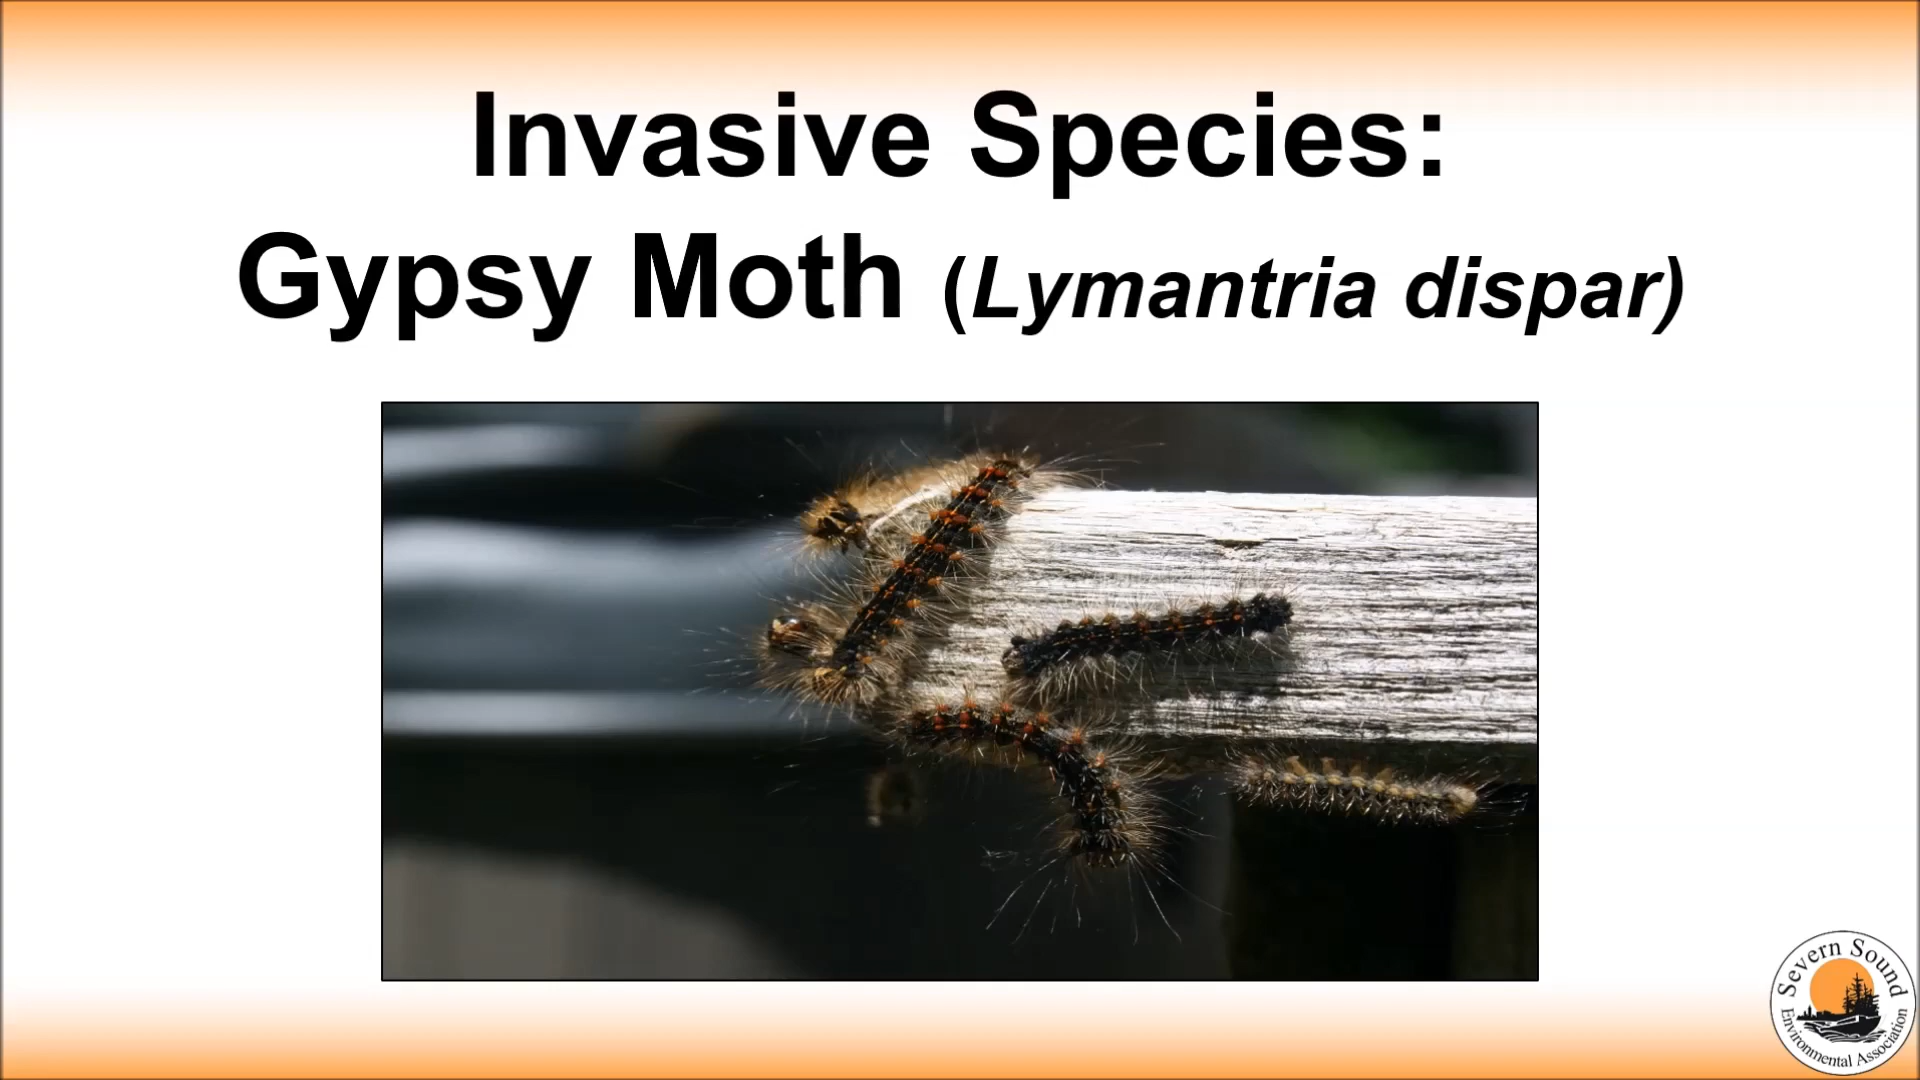 Invasive Species:
Gypsy Moth (Lymantria dispar)
Severn Sound
Environmental Association